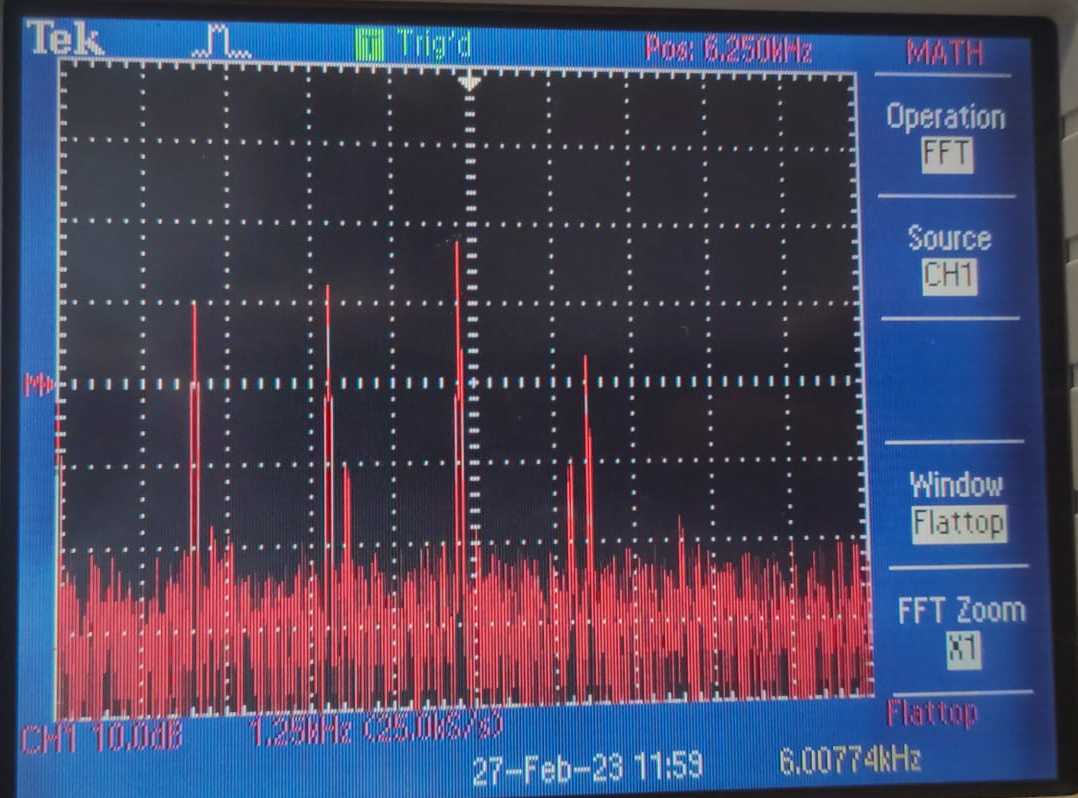 Tek T Trig'd Pos: 6.250kHz MATH
Operation
FFT
Source
CH1
M
Window
Flattop
FFT Zoom
X1
Flattop
CH1 10.0dB 1.25kHz (25.0kS/s)
27-Feb-23 11:59 6.00774kHz